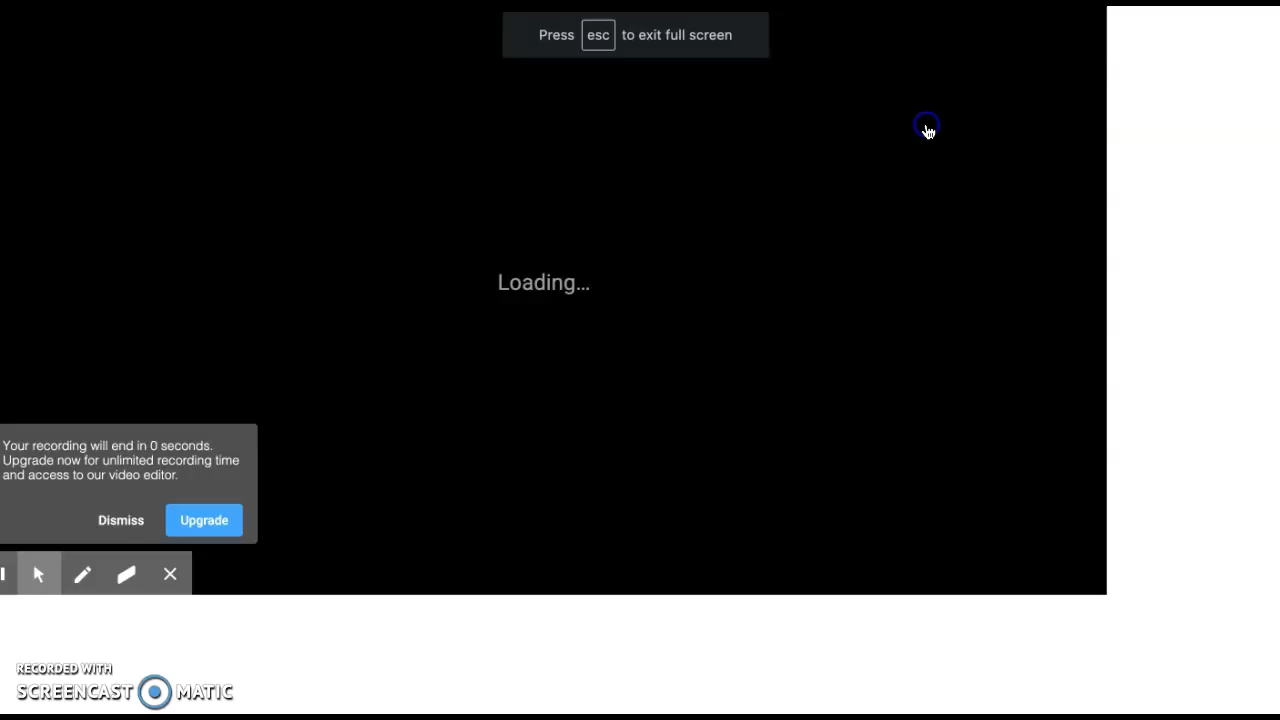 Press esc to exit full screen
Loading...
Your recording will end in 0 seconds.
Upgrade now for unlimited recording time
and access to our video editor.
Dismiss Upgrade
RECORDED WITH
SCREENCAST MATIC